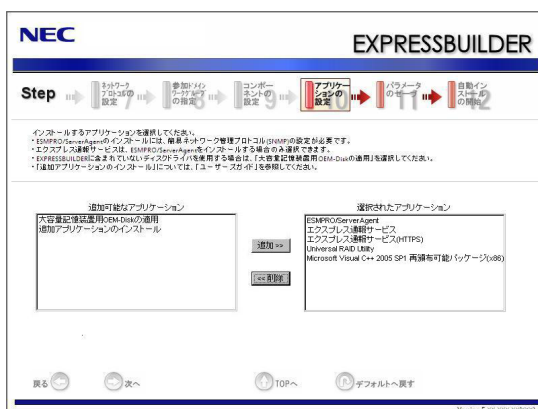 NEC
EXPRESSBUILDER
Step
ネットワーク
プロトコルの
設定 7
参加ドメイン
ワークグループ
の指定 8
コンポー
ネントの
設定 9
アプリケー
ションの
設定 10
パラメータ
のセーブ 11
自動イン
ストール
の開始 12
インストールするアプリケーションを選択してください。
・ESMPRO/ServerAgentのインストールには、簡易ネットワーク管理プロトコル(SNMP)の設定が必要です。
・エクスプレス通報サービスは、ESMPRO/ServerAgentをインストールする場合のみ選択できます。
・EXPRESSBUILDERに含まれていないディスクドライバを使用する場合は、「大容量記憶装置用OEM-Diskの適用」を選択してください。
・「追加アプリケーションのインストール」については、「ユーザーズガイド」を参照してください。
追加可能なアプリケーション
大容量記憶装置用OEM-Diskの適用
追加アプリケーションのインストール
追加 >>
<< 削除
選択されたアプリケーション
ESMPRO/ServerAgent
エクスプレス通報サービス
エクスプレス通報サービス(HTTPS)
Universal RAID Utility
Microsoft Visual C++ 2005 SP1 再頒布可能パッケージ(x86)
戻る
次へ
TOPへ
デフォルトへ戻す